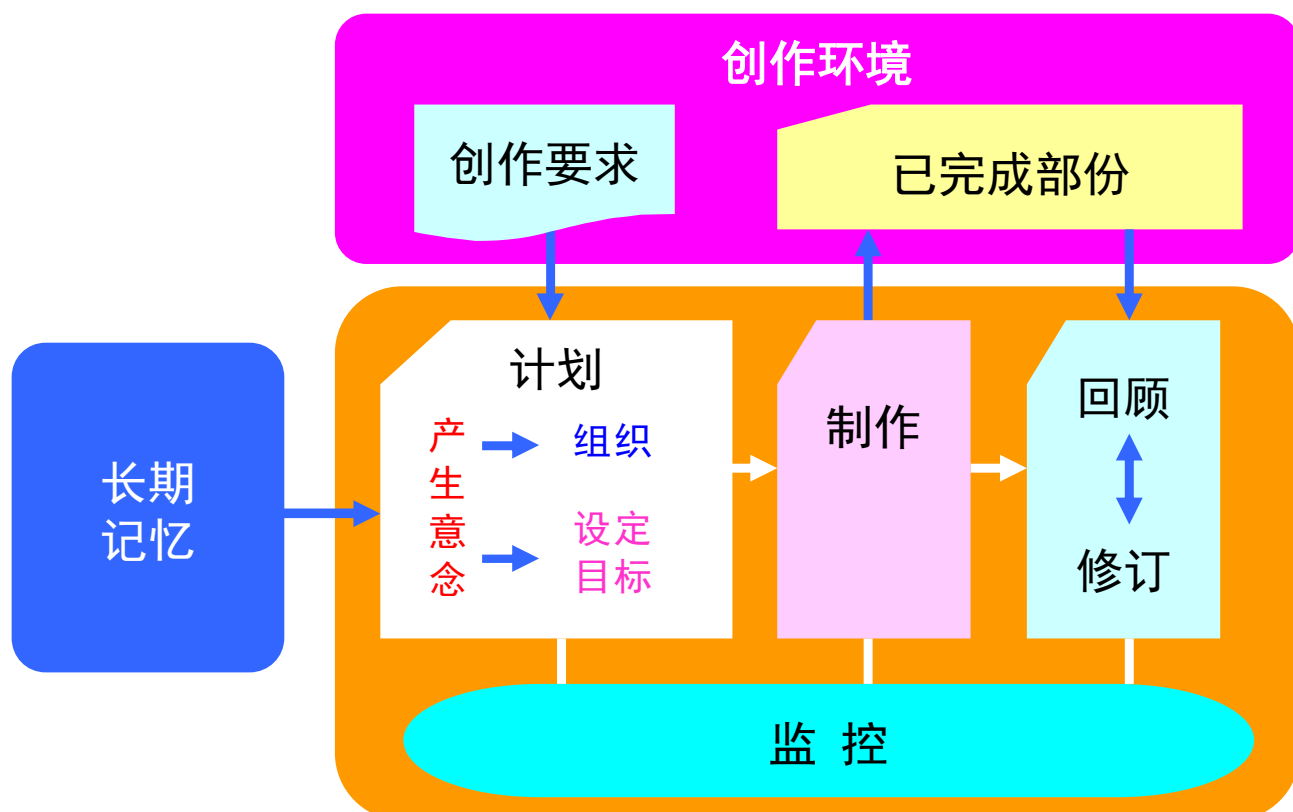 创作环境
创作要求
已完成部份
计划
产生意念
组织
设定
目标
制作
回顾
修订
长期
记忆
监 控